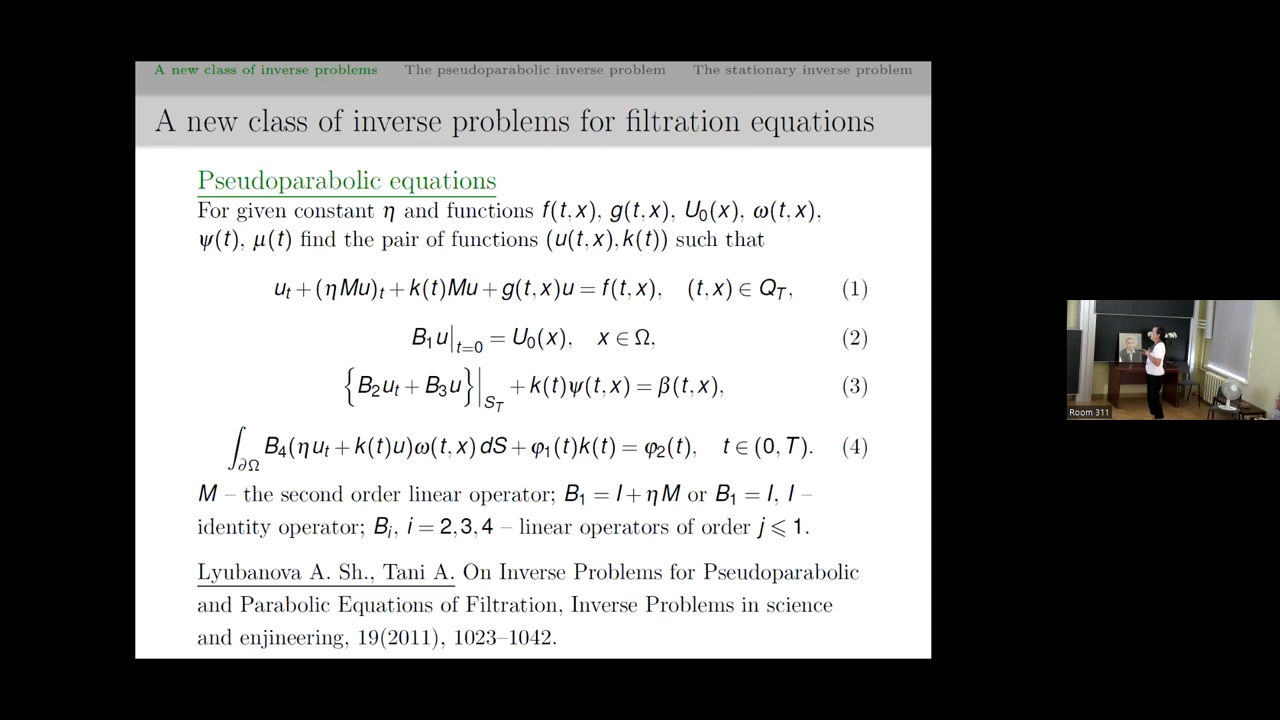 A new class of inverse problems The pseudoparabolic inverse problem The stationary inverse problem
A new class of inverse problems for filtration equations
Pseudoparabolic equations
For given constant η and functions f(t,x), g(t,x), U₀(x), ω(t,x),
ψ(t), μ(t) find the pair of functions (u(t,x),k(t)) such that
uₜ + (ηMu)ₜ + k(t)Mu + g(t,x)u = f(t,x), (t,x) ∈ Q_T, (1)
B₁u|_{t=0} = U₀(x), x ∈ Ω, (2)
{B₂uₜ + B₃u}|_{S_T} + k(t)ψ(t,x) = β(t,x), (3)
∫_{∂Ω} B₄(ηuₜ + k(t)u)ω(t,x) dS + φ₁(t)k(t) = φ₂(t), t ∈ (0,T). (4)
M – the second order linear operator; B₁ = I + ηM or B₁ = I, I –
identity operator; Bᵢ, i = 2,3,4 – linear operators of order j ⩽ 1.
Lyubanova A. Sh., Tani A. On Inverse Problems for Pseudoparabolic
and Parabolic Equations of Filtration, Inverse Problems in science
and enjineering, 19(2011), 1023–1042.
Room 311